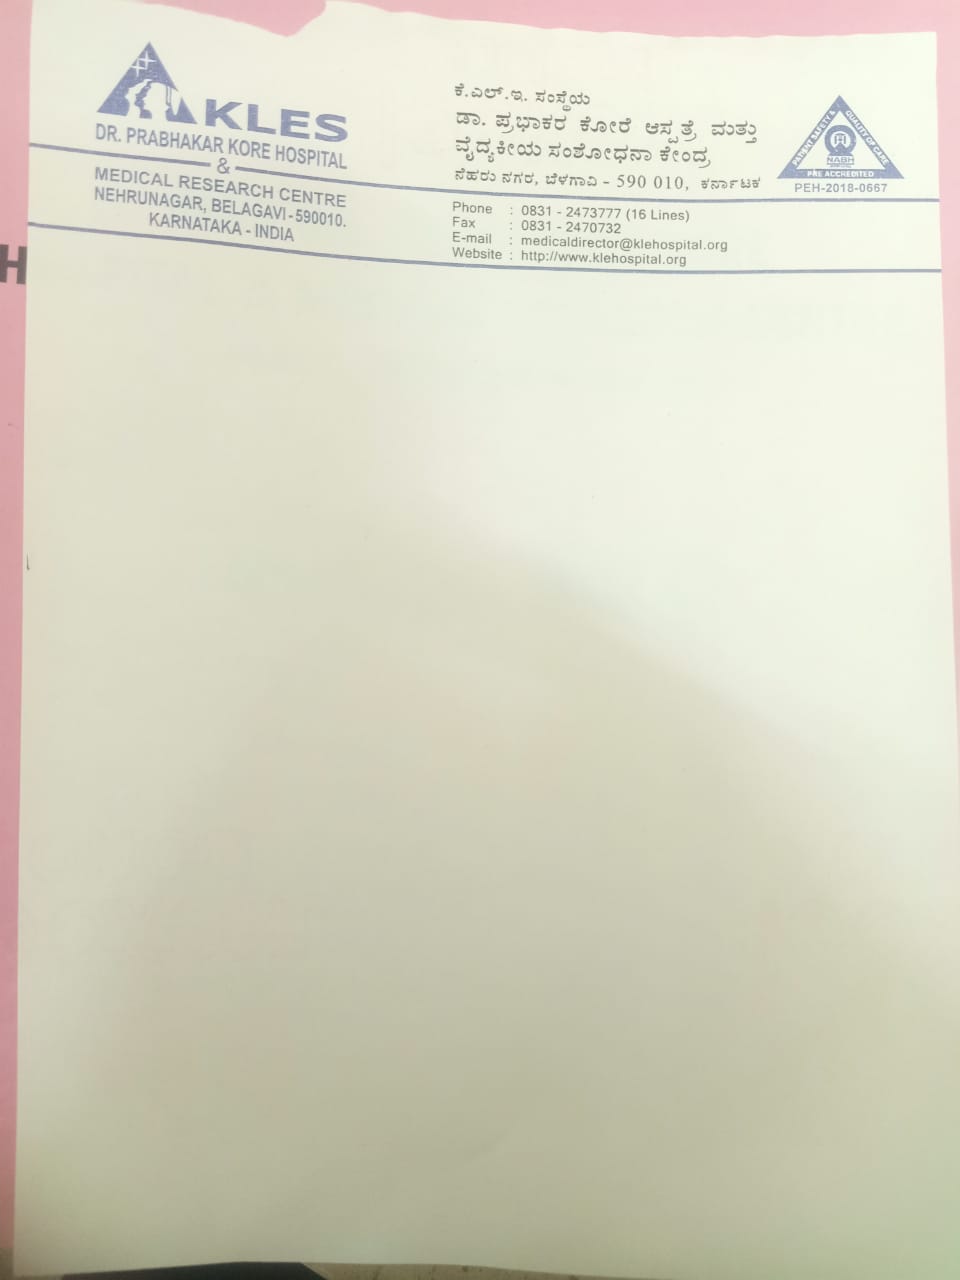 KLES
DR. PRABHAKAR KORE HOSPITAL
&
MEDICAL RESEARCH CENTRE
NEHRUNAGAR, BELAGAVI - 590010.
KARNATAKA - INDIA
ಕೆ.ಎಲ್.ಇ. ಸಂಸ್ಥೆಯ
ಡಾ. ಪ್ರಭಾಕರ ಕೋರೆ ಆಸ್ಪತ್ರೆ ಮತ್ತು
ವೈದ್ಯಕೀಯ ಸಂಶೋಧನಾ ಕೇಂದ್ರ
ನೆಹರು ನಗರ, ಬೆಳಗಾವಿ - 590 010, ಕರ್ನಾಟಕ
Phone : 0831 - 2473777 (16 Lines)
Fax : 0831 - 2470732
E-mail : medicaldirector@klehospital.org
Website : http://www.klehospital.org
PATIENT SAFETY & QUALITY OF CARE
NABH
PRE ACCREDITED
PEH-2018-0667
H